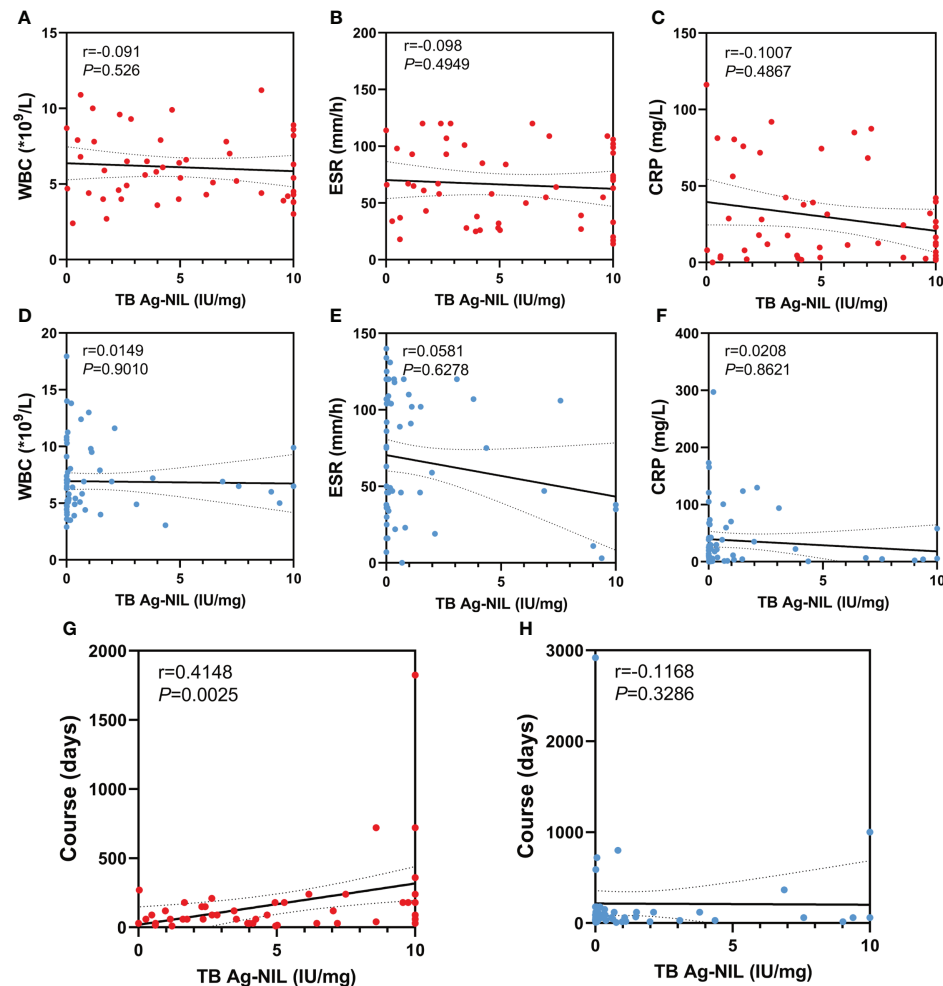 A
r=-0.091
P=0.526
WBC (*10^9/L)
15
10
5
0
0 5 10
TB Ag-NIL (IU/mg)
B
r=-0.098
P=0.4949
ESR (mm/h)
200
150
100
50
0
0 5 10
TB Ag-NIL (IU/mg)
C
r=-0.1007
P=0.4867
CRP (mg/L)
150
100
50
0
0 5 10
TB Ag-NIL (IU/mg)
D
r=0.0149
P=0.9010
WBC (*10^9/L)
20
15
10
5
0
0 5 10
TB Ag-NIL (IU/mg)
E
r=0.0581
P=0.6278
ESR (mm/h)
150
100
50
0
0 5 10
TB Ag-NIL (IU/mg)
F
r=0.0208
P=0.8621
CRP (mg/L)
400
300
200
100
0
0 5 10
TB Ag-NIL (IU/mg)
G
r=0.4148
P=0.0025
Course (days)
2000
1500
1000
500
0
0 5 10
TB Ag-NIL (IU/mg)
H
r=-0.1168
P=0.3286
Course (days)
3000
2000
1000
0
0 5 10
TB Ag-NIL (IU/mg)